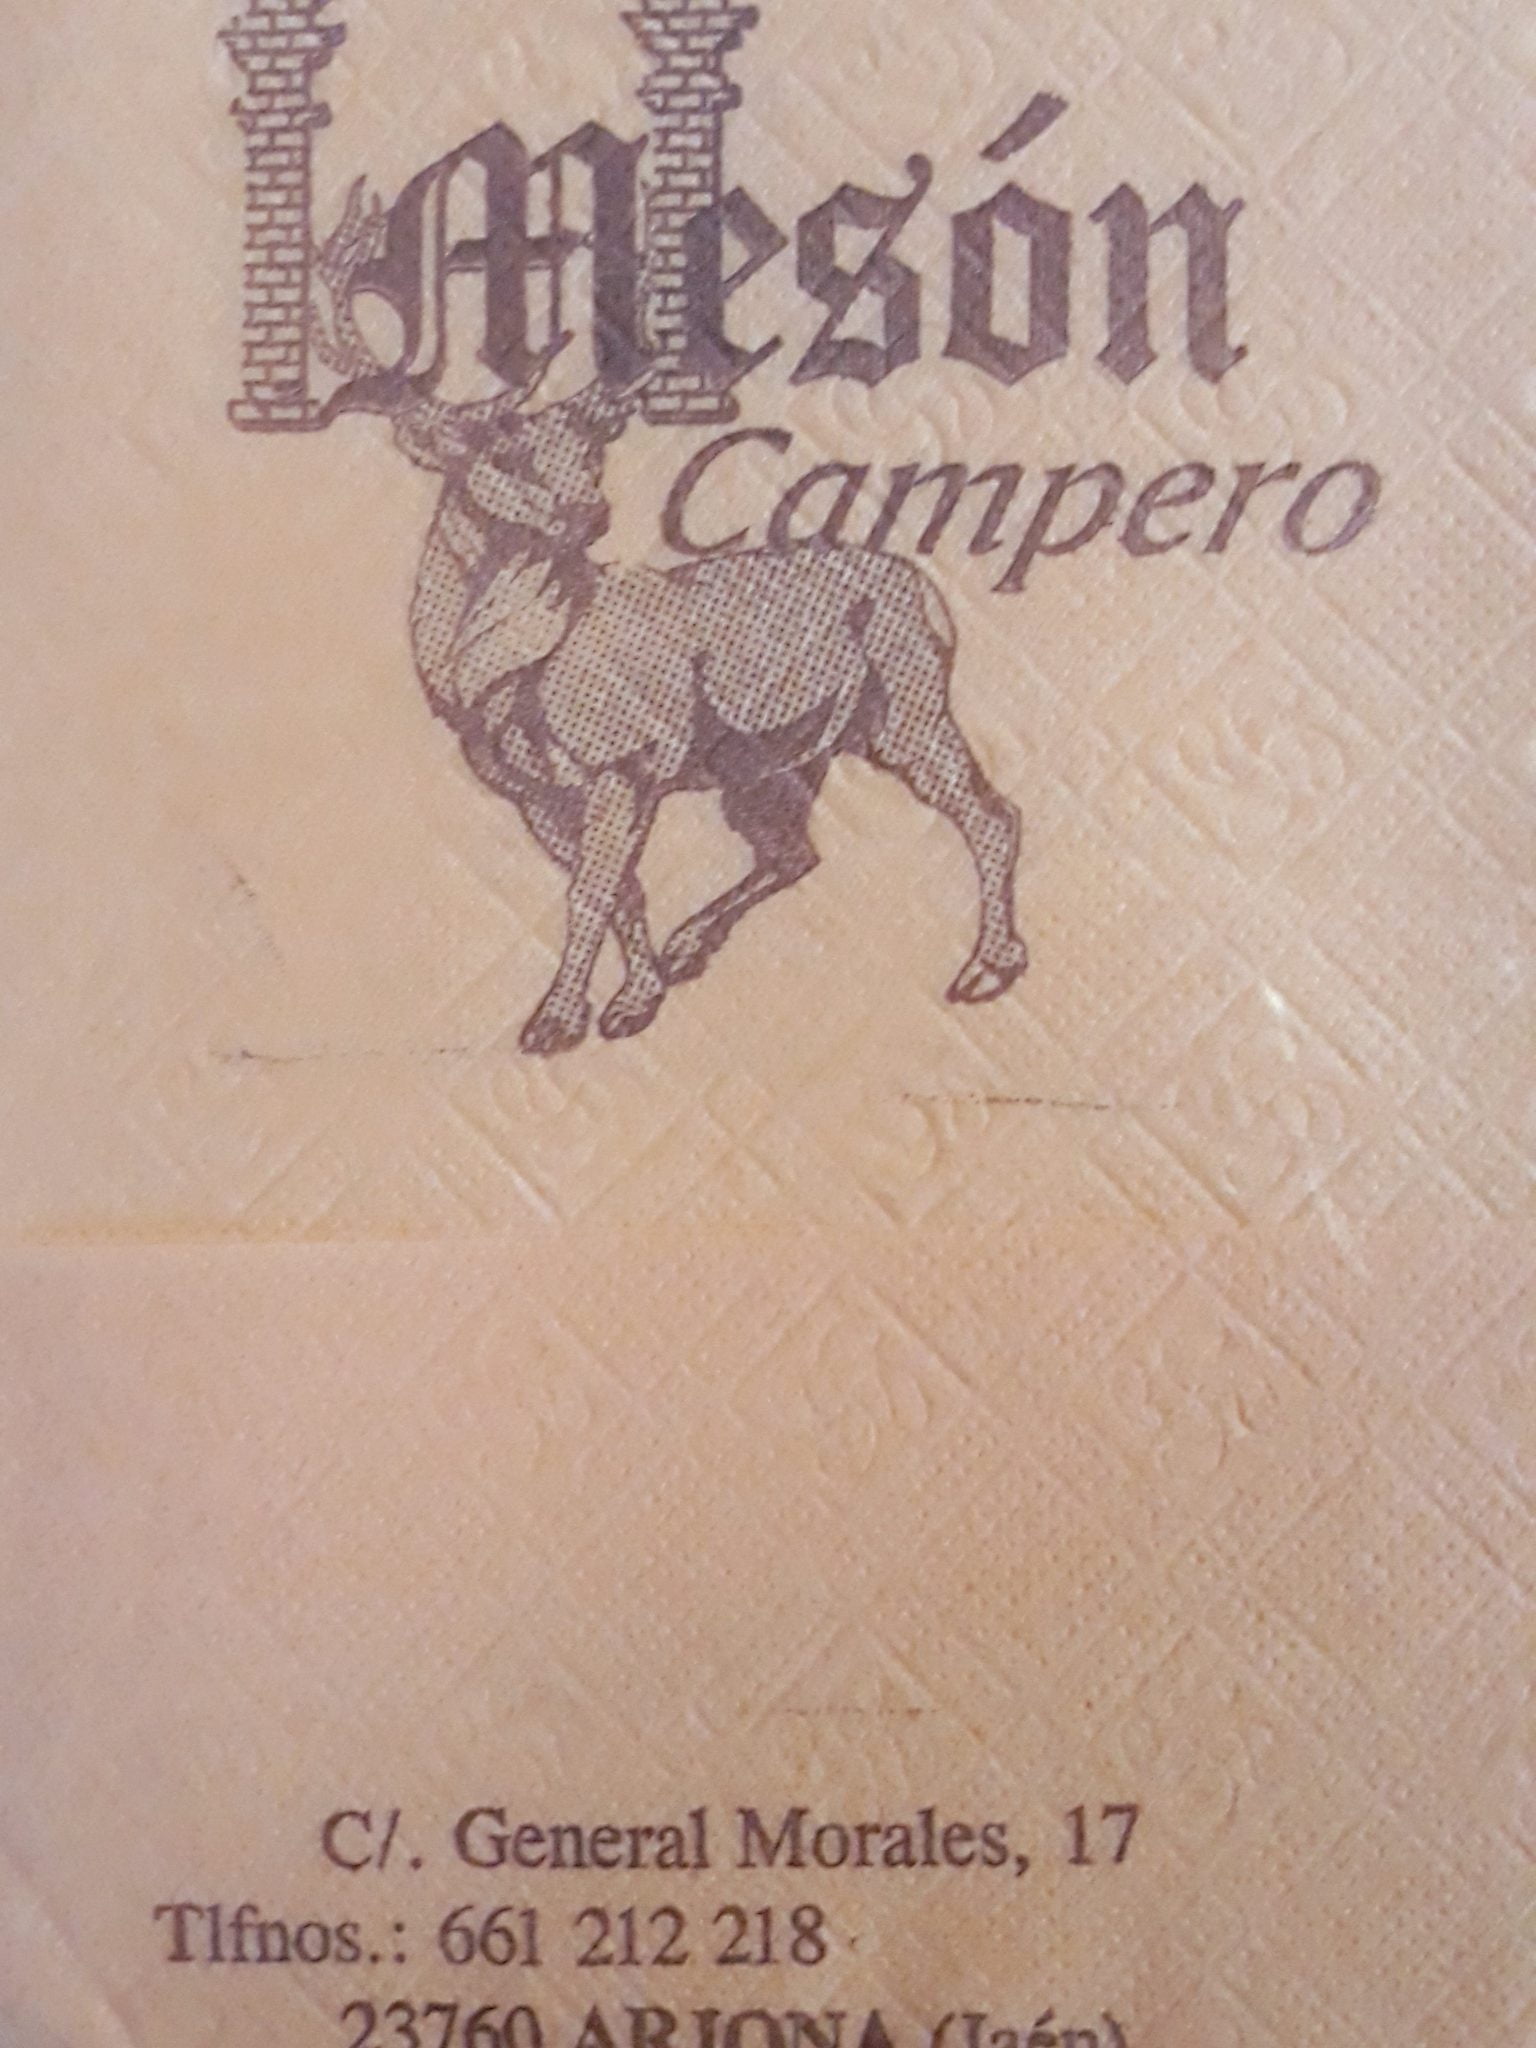 Mesón
Campero
C/. General Morales, 17
Tlfnos.: 661 212 218
23760 ARJONA (Jaén)